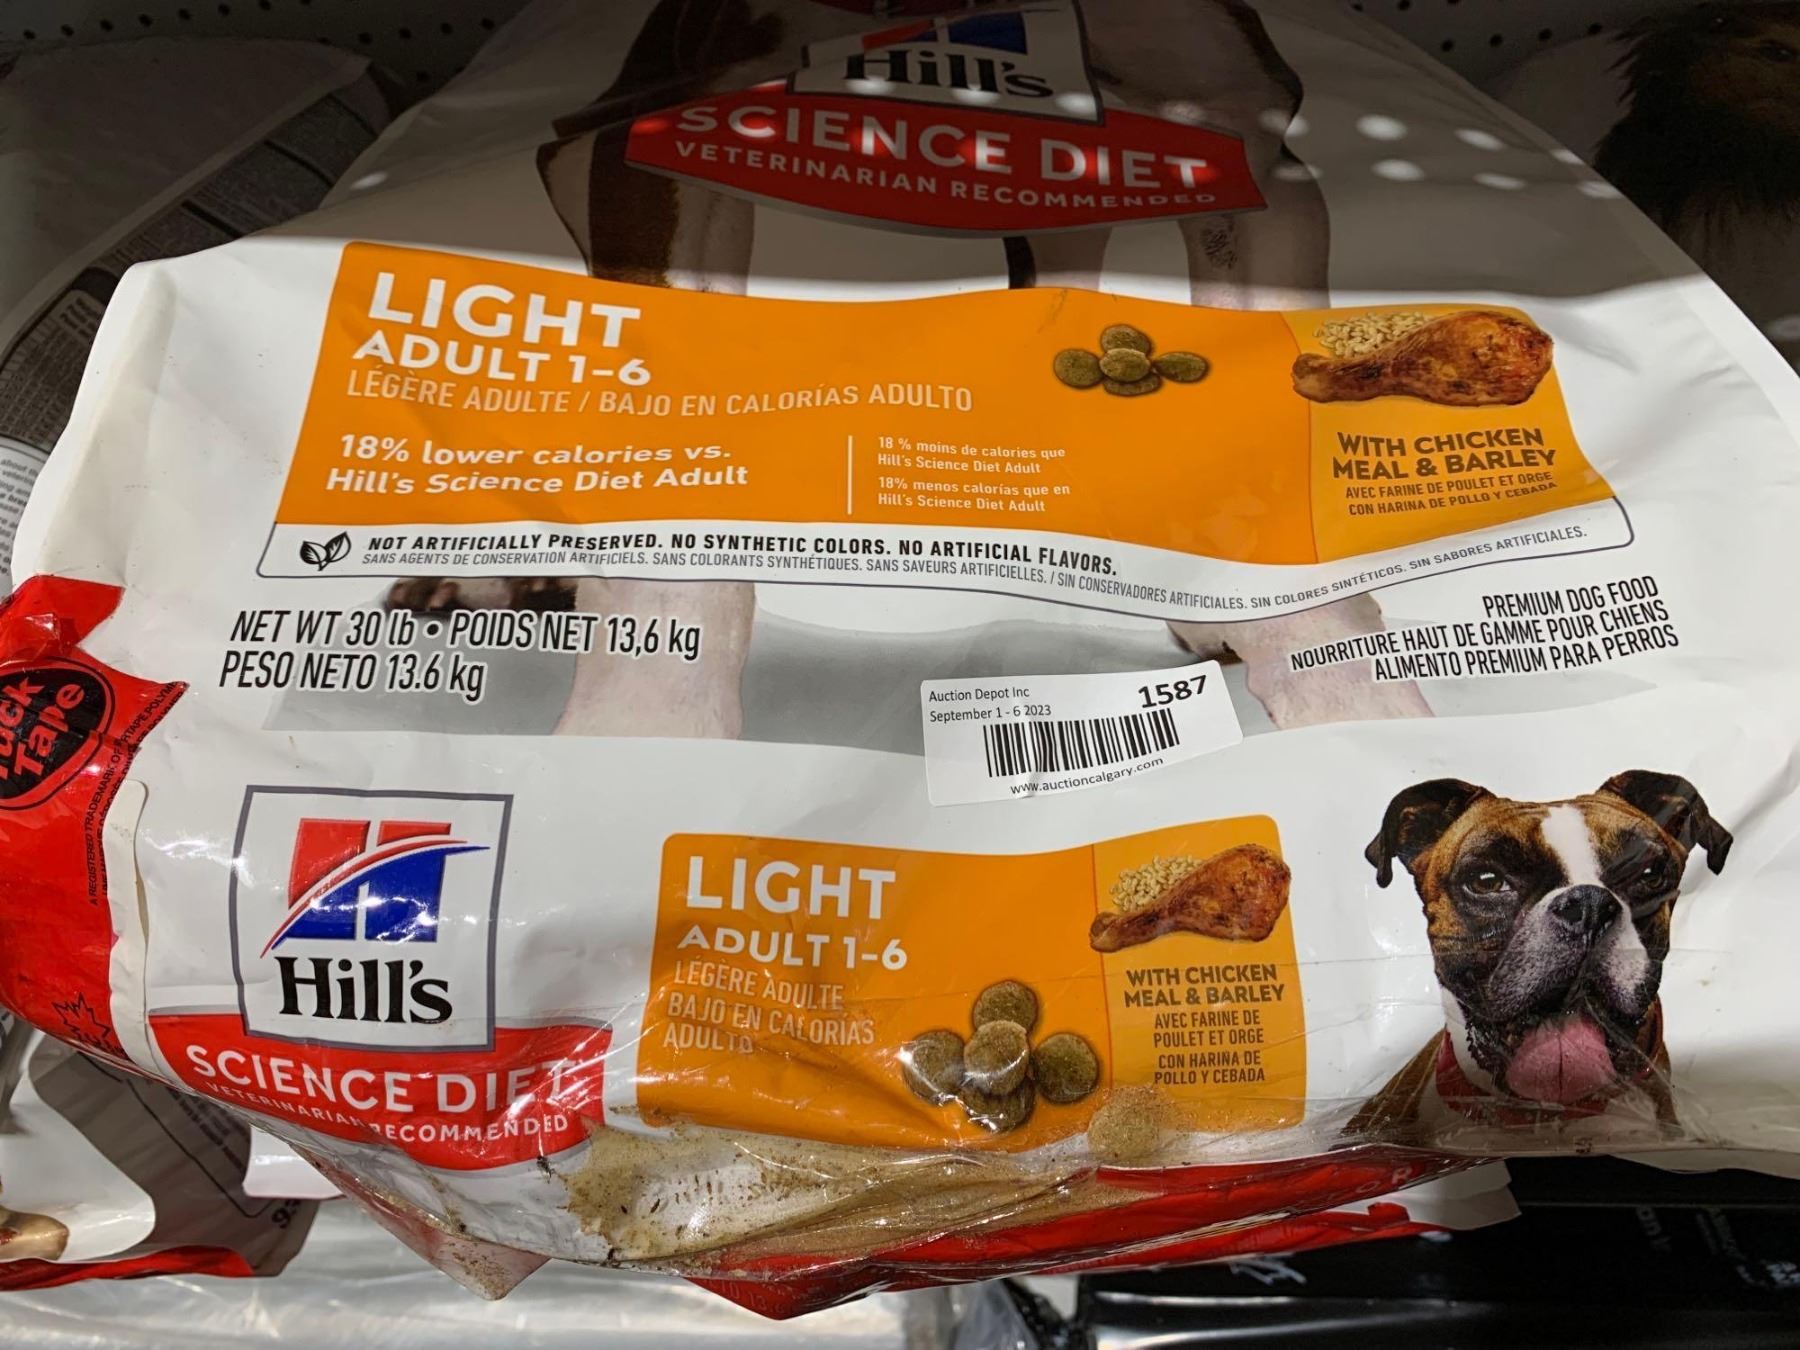 Hill's
SCIENCE DIET
VETERINARIAN RECOMMENDED
LIGHT
ADULT 1-6
LÉGÈRE ADULTE / BAJO EN CALORÍAS ADULTO
18% lower calories vs.
Hill's Science Diet Adult
18 % moins de calories que
Hill's Science Diet Adult
18% menos calorías que en
Hill's Science Diet Adult
WITH CHICKEN
MEAL & BARLEY
AVEC FARINE DE POULET ET ORGE
CON HARINA DE POLLO Y CEBADA
NOT ARTIFICIALLY PRESERVED. NO SYNTHETIC COLORS. NO ARTIFICIAL FLAVORS.
SANS AGENTS DE CONSERVATION ARTIFICIELS. SANS COLORANTS SYNTHÉTIQUES. SANS SAVEURS ARTIFICIELLES. / SIN CONSERVADORES ARTIFICIALES. SIN COLORES SINTÉTICOS. SIN SABORES ARTIFICIALES.
NET WT 30 lb • POIDS NET 13,6 kg
PESO NETO 13.6 kg
PREMIUM DOG FOOD
NOURRITURE HAUT DE GAMME POUR CHIENS
ALIMENTO PREMIUM PARA PERROS
Auction Depot Inc
September 1 - 6 2023
1587
www.auctioncalgary.com
Tape
A REGISTERED TRADEMARK OF
Hill's
SCIENCE DIET
VETERINARIAN RECOMMENDED
LIGHT
ADULT 1-6
LÉGÈRE ADULTE
BAJO EN CALORÍAS
ADULTO
WITH CHICKEN
MEAL & BARLEY
AVEC FARINE DE
POULET ET ORGE
CON HARINA DE
POLLO Y CEBADA